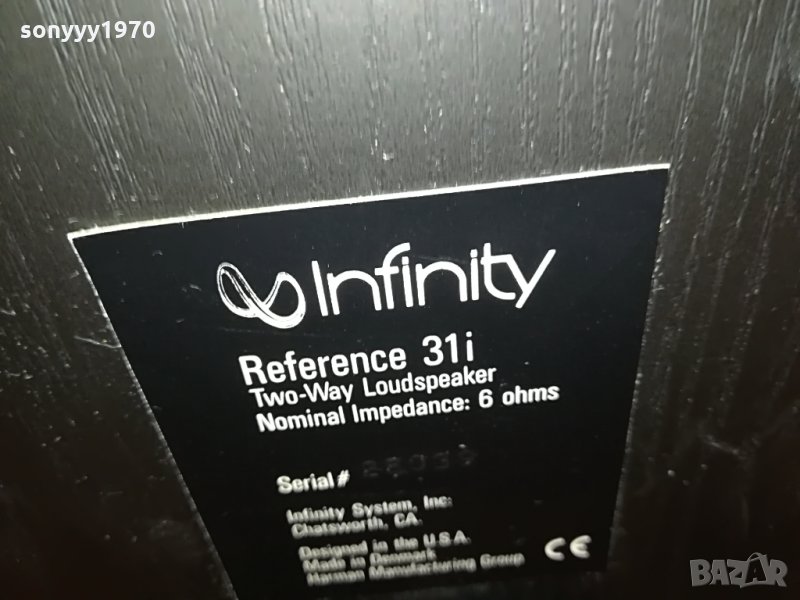 sonyyy1970
Infinity
Reference 31i
Two-Way Loudspeaker
Nominal Impedance: 6 ohms
Serial#
Infinity System, Inc.
Chatsworth, CA.
Designed in the U.S.A.
Made in Denmark
Harman Manufacturing Group
CE
BAZAR